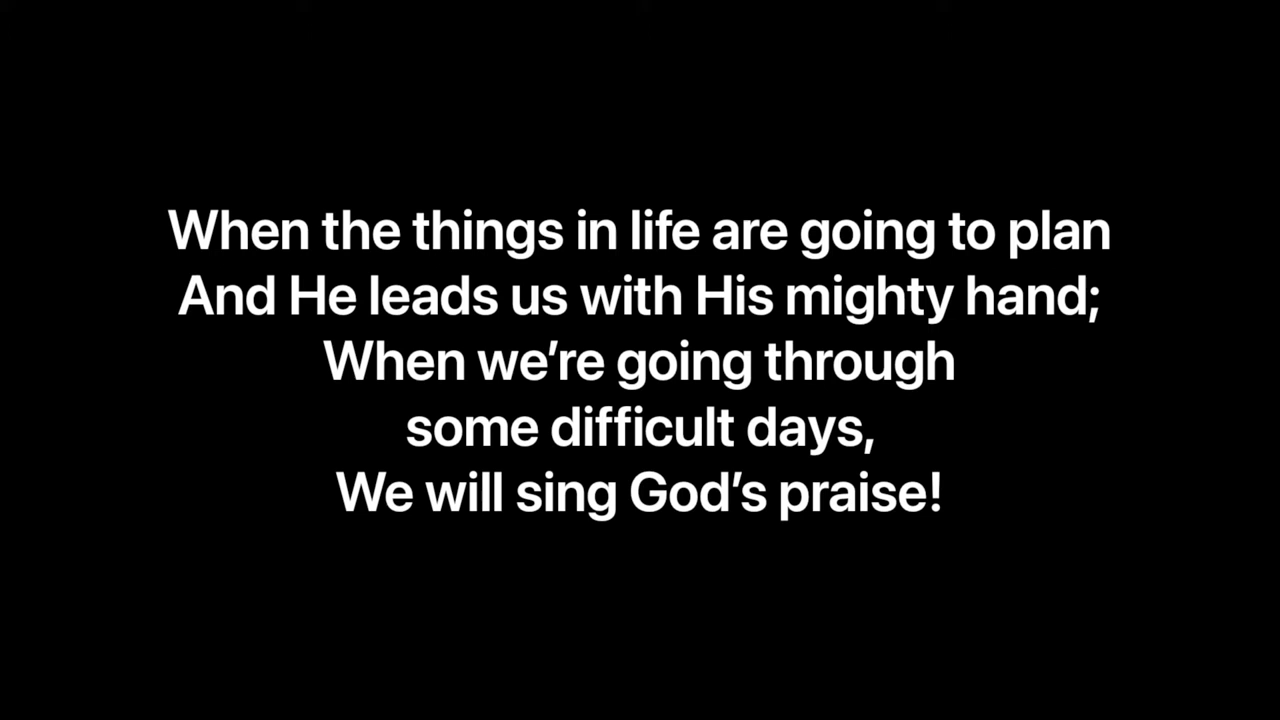 When the things in life are going to plan
And He leads us with His mighty hand;
When we’re going through
some difficult days,
We will sing God’s praise!